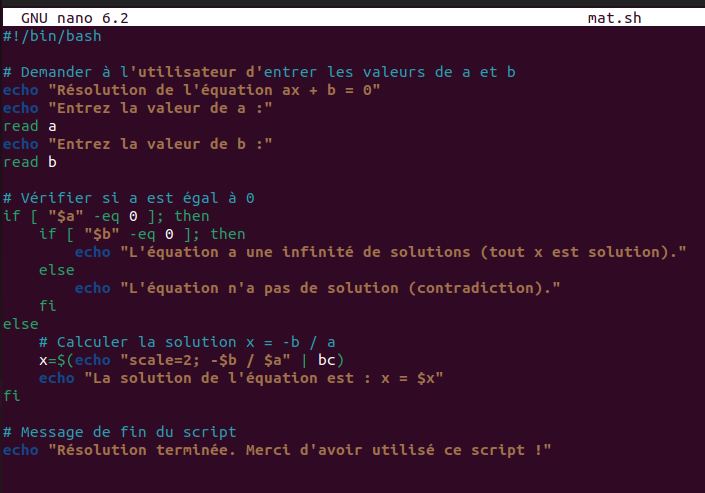 GNU nano 6.2 mat.sh
#!/bin/bash
# Demander à l'utilisateur d'entrer les valeurs de a et b
echo "Résolution de l'équation ax + b = 0"
echo "Entrez la valeur de a :"
read a
echo "Entrez la valeur de b :"
read b
# Vérifier si a est égal à 0
if [ "$a" -eq 0 ]; then
    if [ "$b" -eq 0 ]; then
        echo "L'équation a une infinité de solutions (tout x est solution)."
    else
        echo "L'équation n'a pas de solution (contradiction)."
    fi
else
    # Calculer la solution x = -b / a
    x=$(echo "scale=2; -$b / $a" | bc)
    echo "La solution de l'équation est : x = $x"
fi
# Message de fin du script
echo "Résolution terminée. Merci d'avoir utilisé ce script !"